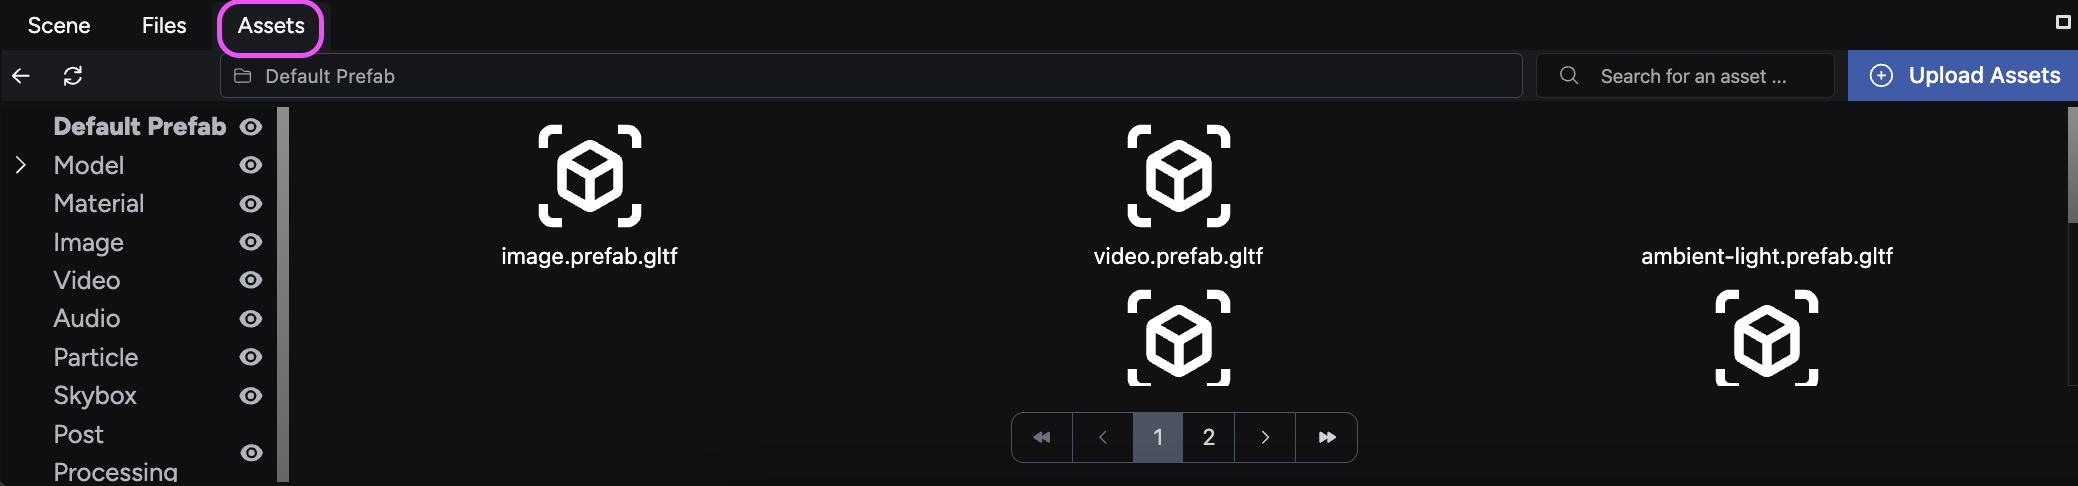 Scene Files Assets
Default Prefab Search for an asset ... Upload Assets
Default Prefab
Model
Material
Image
Video
Audio
Particle
Skybox
Post
Processing
image.prefab.gltf video.prefab.gltf ambient-light.prefab.gltf
1 2